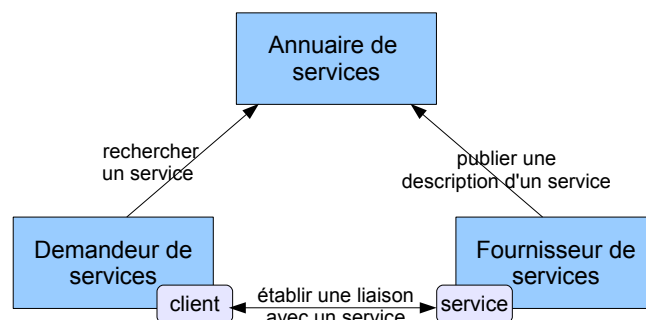 Annuaire de
services
rechercher
un service
publier une
description d'un service
Demandeur de
services
Fournisseur de
services
client
établir une liaison
avec un service
service